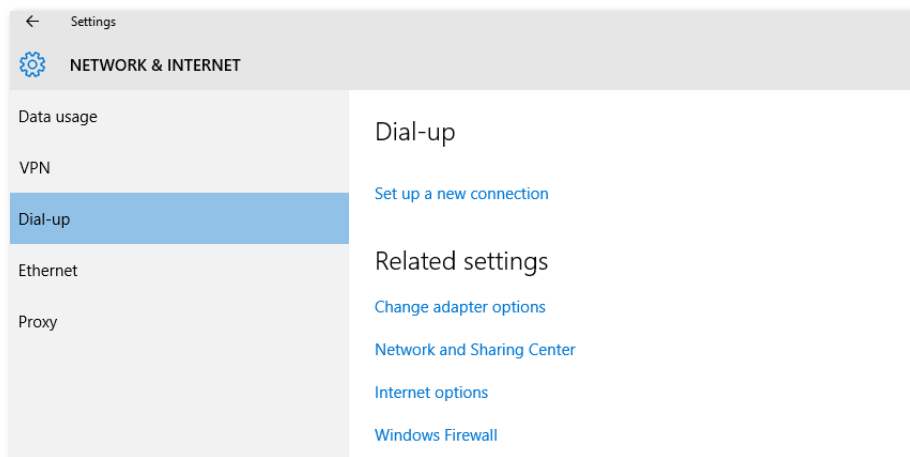 Settings
NETWORK & INTERNET
Data usage
VPN
Dial-up
Ethernet
Proxy
Dial-up
Set up a new connection
Related settings
Change adapter options
Network and Sharing Center
Internet options
Windows Firewall